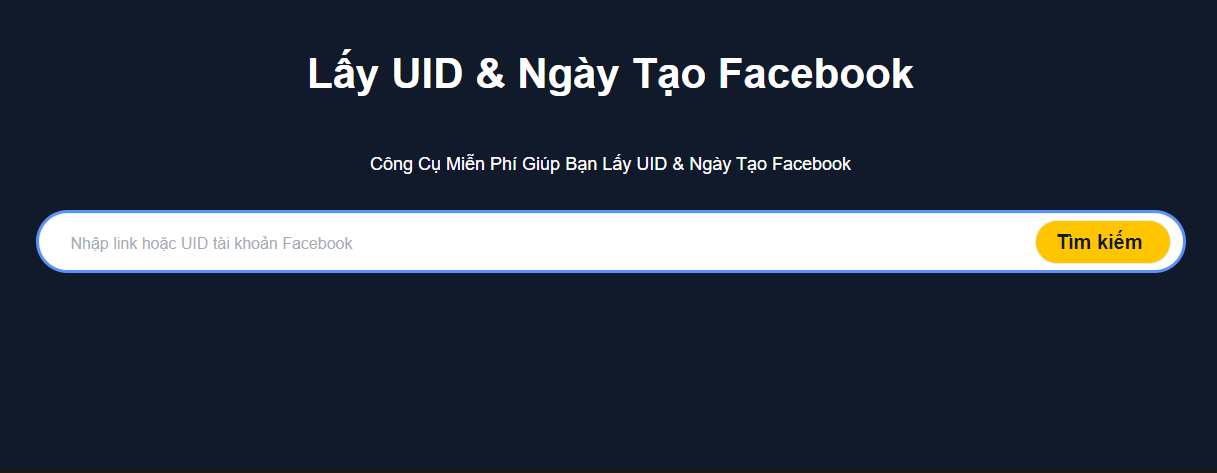 Lấy UID & Ngày Tạo Facebook
Công Cụ Miễn Phí Giúp Bạn Lấy UID & Ngày Tạo Facebook
Nhập link hoặc UID tài khoản Facebook
Tìm kiếm